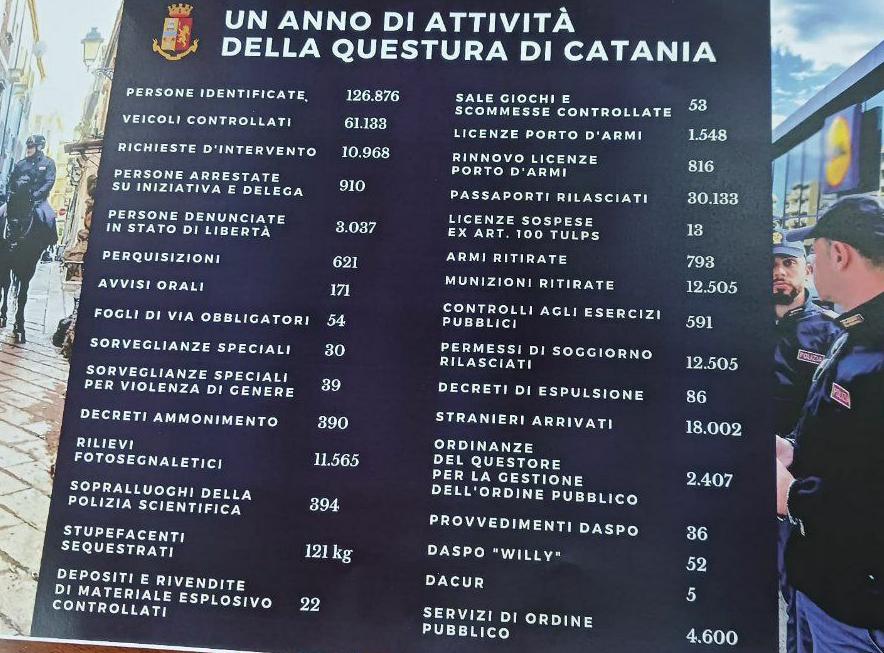 UN ANNO DI ATTIVITÀ
DELLA QUESTURA DI CATANIA
PERSONE IDENTIFICATE 126.876
VEICOLI CONTROLLATI 61.133
RICHIESTE D'INTERVENTO 10.968
PERSONE ARRESTATE
SU INIZIATIVA E DELEGA 910
PERSONE DENUNCIATE
IN STATO DI LIBERTÀ 3.037
PERQUISIZIONI 621
AVVISI ORALI 171
FOGLI DI VIA OBBLIGATORI 54
SORVEGLIANZE SPECIALI 30
SORVEGLIANZE SPECIALI
PER VIOLENZA DI GENERE 39
DECRETI AMMONIMENTO 390
RILIEVI
FOTOSEGNALETICI 11.565
SOPRALLUOGHI DELLA
POLIZIA SCIENTIFICA 394
STUPEFACENTI
SEQUESTRATI 121 kg
DEPOSITI E RIVENDITE
DI MATERIALE ESPLOSIVO 22
CONTROLLATI
SALE GIOCHI E
SCOMMESSE CONTROLLATE 53
LICENZE PORTO D'ARMI 1.548
RINNOVO LICENZE
PORTO D'ARMI 816
PASSAPORTI RILASCIATI 30.133
LICENZE SOSPESE
EX ART. 100 TULPS 13
ARMI RITIRATE 793
MUNIZIONI RITIRATE 12.505
CONTROLLI AGLI ESERCIZI
PUBBLICI 591
PERMESSI DI SOGGIORNO
RILASCIATI 12.505
DECRETI DI ESPULSIONE 86
STRANIERI ARRIVATI 18.002
ORDINANZE
DEL QUESTORE
PER LA GESTIONE 2.407
DELL'ORDINE PUBBLICO
PROVVEDIMENTI DASPO 36
DASPO "WILLY" 52
DACUR 5
SERVIZI DI ORDINE
PUBBLICO 4.600
POLIZIA
POLIZIA